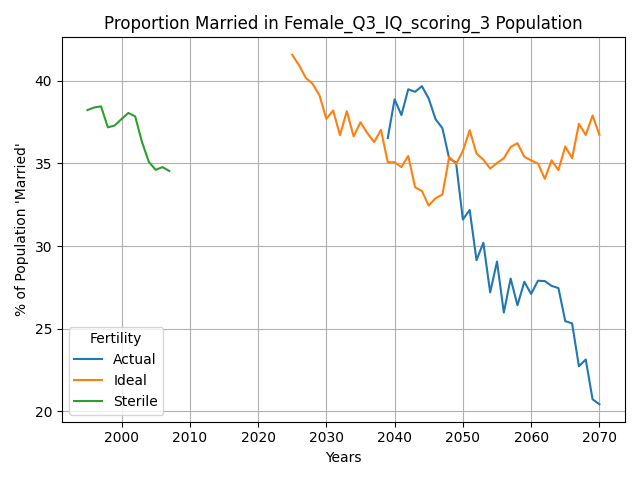 Proportion Married in Female_Q3_IQ_scoring_3 Population
% of Population 'Married'
40
35
30
25
20
Fertility
Actual
Ideal
Sterile
2000 2010 2020 2030 2040 2050 2060 2070
Years